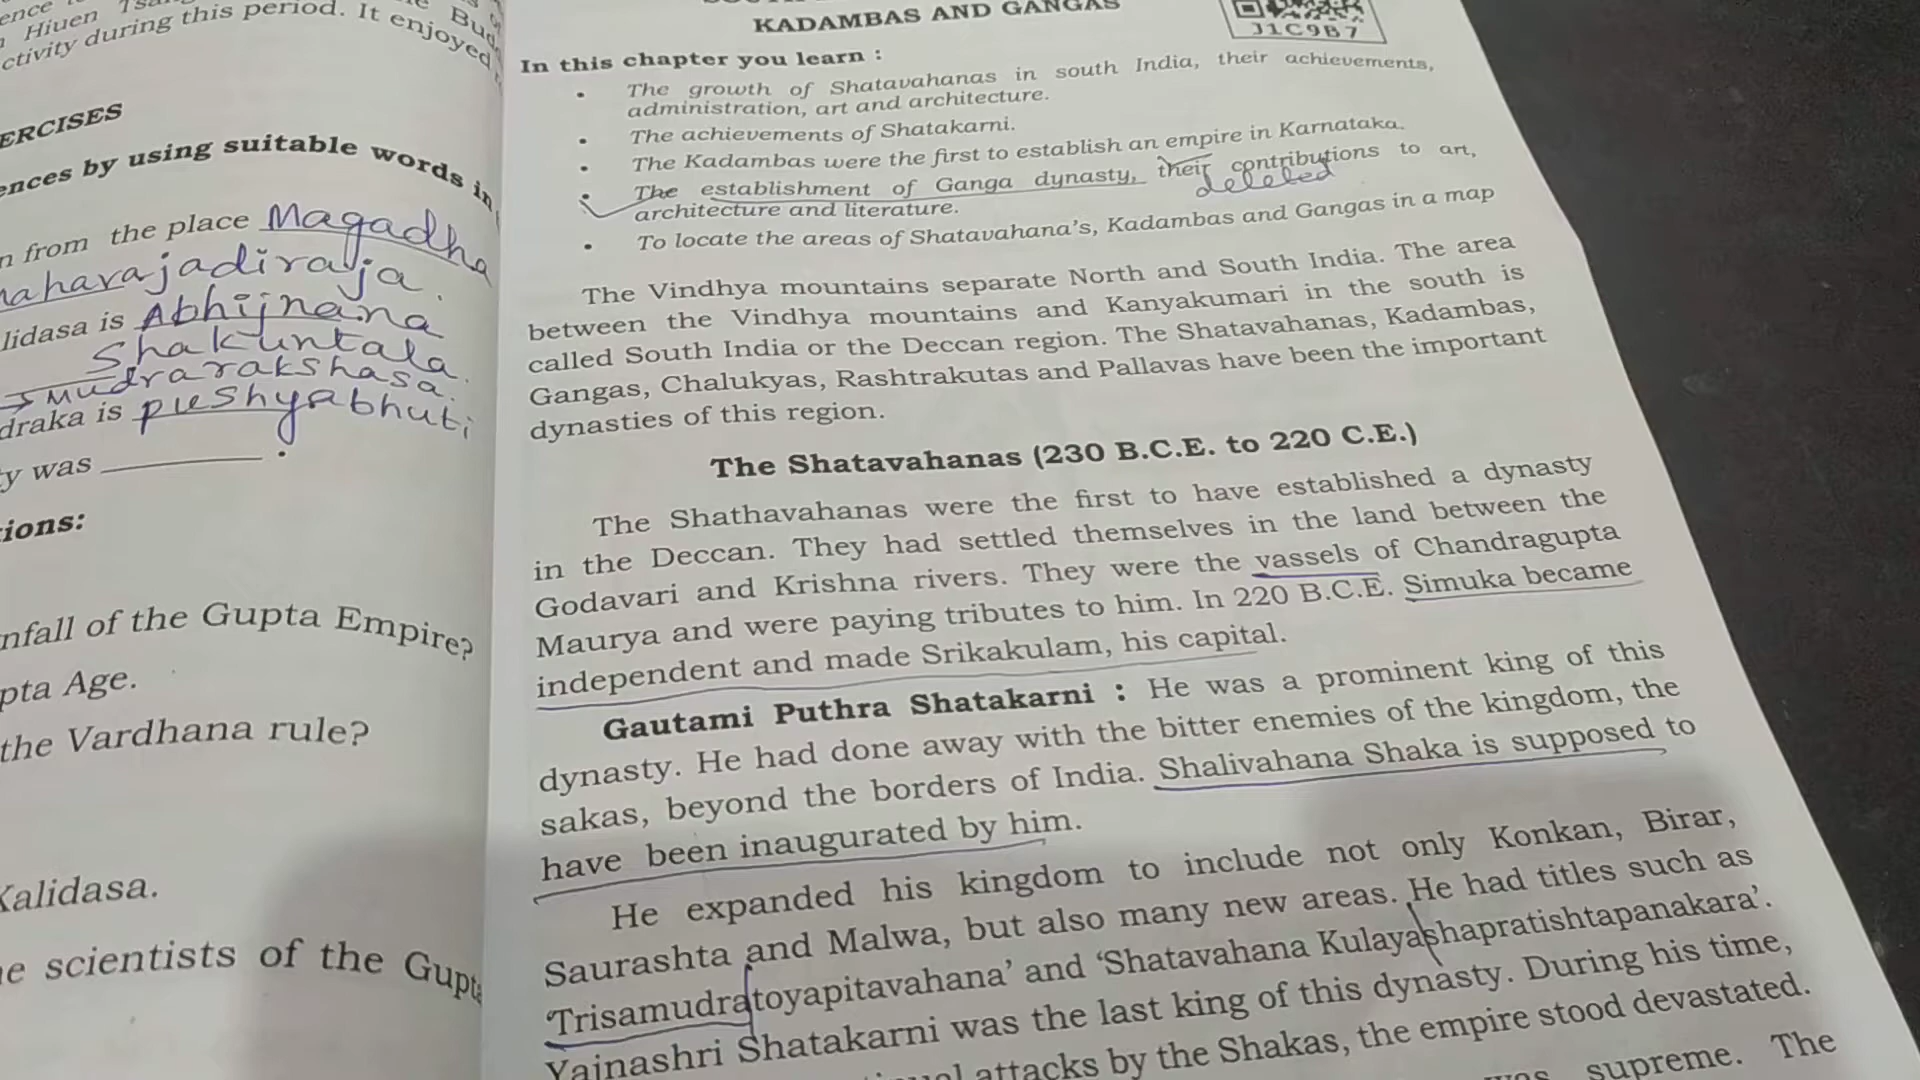 Hiuen
ctivity during this period. It enjoyed
ERCISES
ences by using suitable words in
n from the place Magadha
maharajadiraja.
lidasa is Abhijnana
Shakuntala.
→ Mudrarakshasa.
draka is pushyabhuti
y was __________ .
ions:
nfall of the Gupta Empire?
pta Age.
the Vardhana rule?
Kalidasa.
e scientists of the Gupta
KADAMBAS AND GANGAS
J1C9B7
In this chapter you learn :
• The growth of Shatavahanas in south India, their achievements,
administration, art and architecture.
• The achievements of Shatakarni.
• The Kadambas were the first to establish an empire in Karnataka.
• The establishment of Ganga dynasty, their contributions to art,
deleted
architecture and literature.
• To locate the areas of Shatavahana's, Kadambas and Gangas in a map
The Vindhya mountains separate North and South India. The area
between the Vindhya mountains and Kanyakumari in the south is
called South India or the Deccan region. The Shatavahanas, Kadambas,
Gangas, Chalukyas, Rashtrakutas and Pallavas have been the important
dynasties of this region.
The Shatavahanas (230 B.C.E. to 220 C.E.)
The Shathavahanas were the first to have established a dynasty
in the Deccan. They had settled themselves in the land between the
Godavari and Krishna rivers. They were the vassels of Chandragupta
Maurya and were paying tributes to him. In 220 B.C.E. Simuka became
independent and made Srikakulam, his capital.
Gautami Puthra Shatakarni : He was a prominent king of this
dynasty. He had done away with the bitter enemies of the kingdom, the
sakas, beyond the borders of India. Shalivahana Shaka is supposed to
have been inaugurated by him.
He expanded his kingdom to include not only Konkan, Birar,
Saurashta and Malwa, but also many new areas. He had titles such as
'Trisamudratoyapitavahana' and 'Shatavahana Kulayashapratishtapanakara'.
Yajnashri Shatakarni was the last king of this dynasty. During his time,
attacks by the Shakas, the empire stood devastated.
was supreme. The